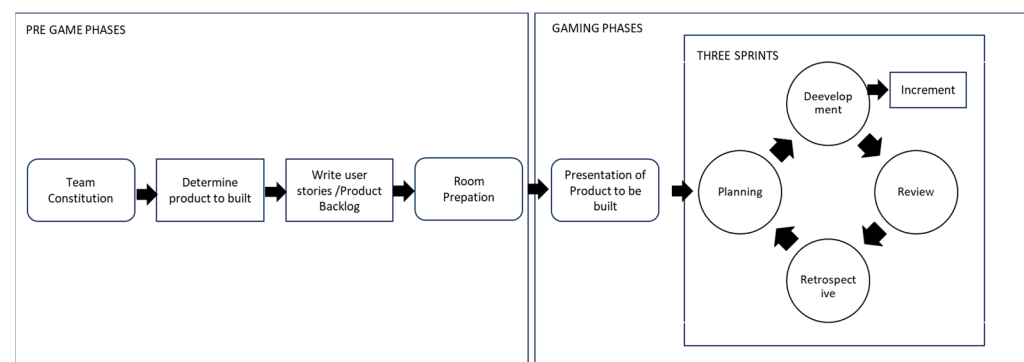 PRE GAME PHASES
Team
Constitution
Determine
product to built
Write user
stories /Product
Backlog
Room
Prepation
GAMING PHASES
Presentation of
Product to be
built
THREE SPRINTS
Planning
Deevelop
ment
Increment
Review
Retrospect
ive